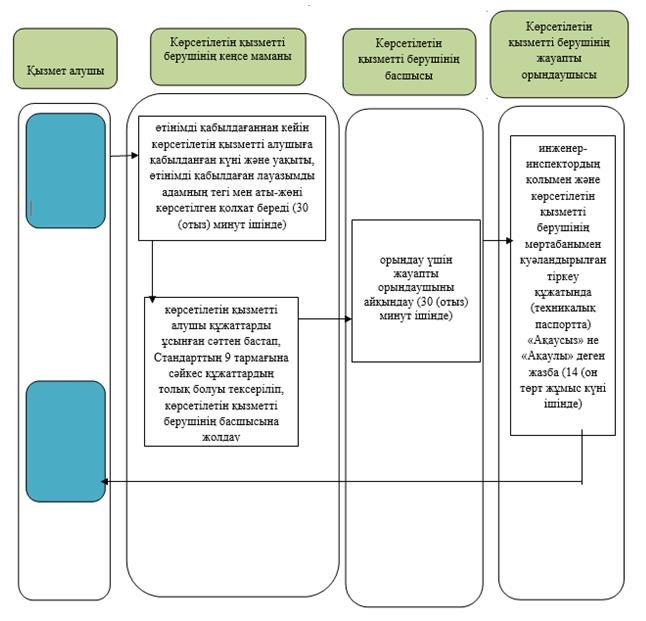 Қызмет алушы
Көрсетілетін қызметті
берушінің кеңсе маманы
Көрсетілетін
қызметті берушінің
басшысы
Көрсетілетін
қызметті берушінің
жауапты
орындаушысы
өтінімді қабылдағаннан кейін
көрсетілетін қызметті алушыға
қабылданған күні және уақыты,
өтінімді қабылдаған лауазымды
адамның тегі мен аты-жөні
көрсетілген қолхат береді (30
(отыз) минут ішінде)
көрсетілетін қызметті
алушы құжаттарды
ұсынған сәттен бастап,
Стандарттың 9 тармағына
сәйкес құжаттардың
толық болуы тексеріліп,
көрсетілетін қызметті
берушінің басшысына
жолдау
орындау үшін
жауапты
орындаушыны
айқындау (30 (отыз)
минут ішінде)
инженер-
инспектордың
қолымен және
көрсетілетін
қызметті
берушінің
мөртабанымен
куәландырылған
тіркеу
құжатында
(техникалық
паспортта)
«Ақаусыз» не
«Ақаулы» деген
жазба (14 (он
төрт жұмыс күні
ішінде)